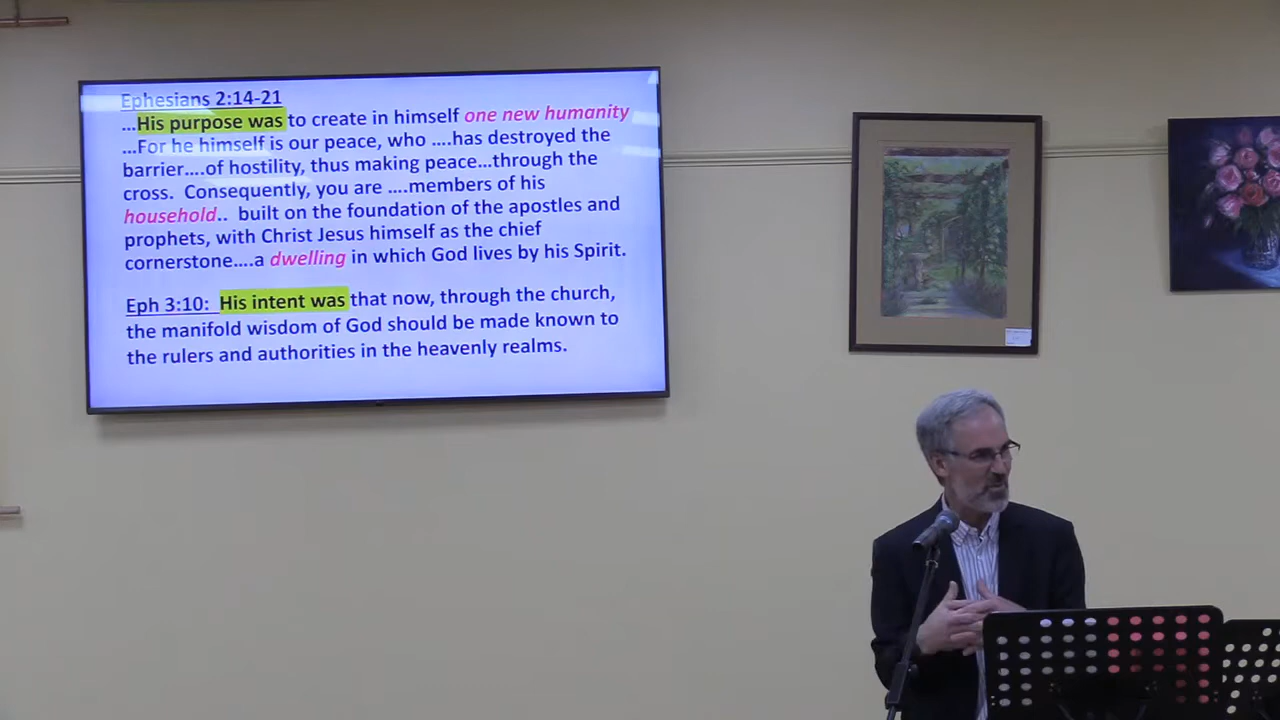 Ephesians 2:14-21
...His purpose was to create in himself one new humanity
...For he himself is our peace, who ....has destroyed the
barrier....of hostility, thus making peace...through the
cross. Consequently, you are ....members of his
household.. built on the foundation of the apostles and
prophets, with Christ Jesus himself as the chief
cornerstone....a dwelling in which God lives by his Spirit.
Eph 3:10: His intent was that now, through the church,
the manifold wisdom of God should be made known to
the rulers and authorities in the heavenly realms.